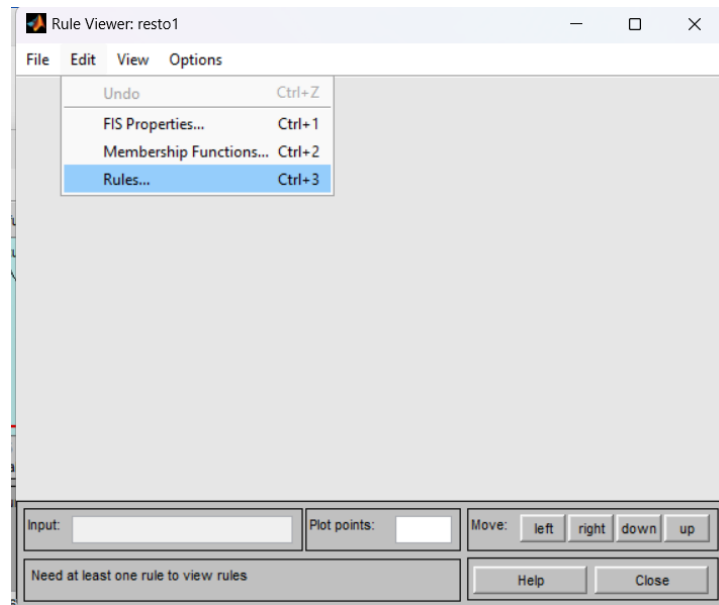 Rule Viewer: resto1
File Edit View Options
Undo Ctrl+Z
FIS Properties... Ctrl+1
Membership Functions... Ctrl+2
Rules... Ctrl+3
Input: Plot points: Move: left right down up
Need at least one rule to view rules Help Close